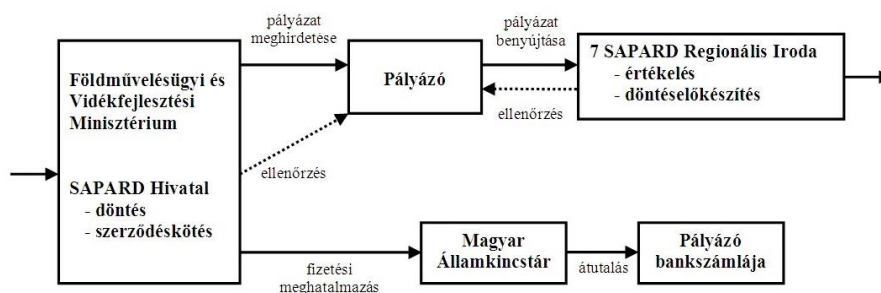 pályázat
meghirdetése
pályázat
benyújtása
Földművelésügyi és
Vidékfejlesztési
Minisztérium
SAPARD Hivatal
- döntés
- szerződéskötés
Pályázó
7 SAPARD Regionális Iroda
- értékelés
- döntéselőkészítés
ellenőrzés
ellenőrzés
fizetési
meghatalmazás
Magyar
Államkincstár
átutalás
Pályázó
bankszámlája